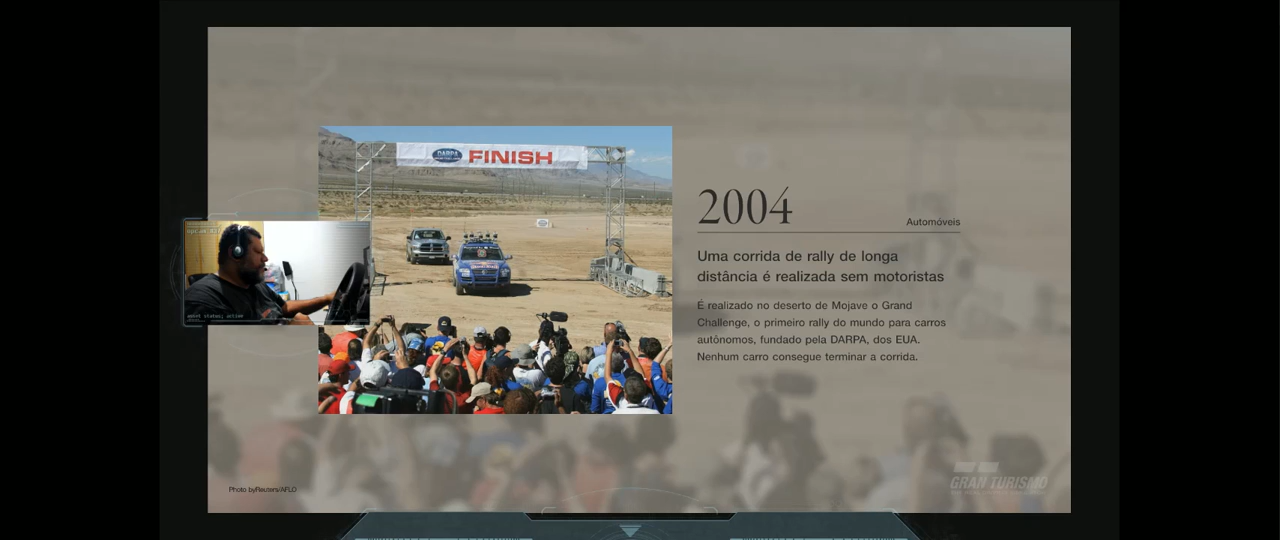 DARPA
FINISH
2004
Automóveis
Uma corrida de rally de longa
distância é realizada sem motoristas
É realizado no deserto de Mojave o Grand
Challenge, o primeiro rally do mundo para carros
autônomos, fundado pela DARPA, dos EUA.
Nenhum carro consegue terminar a corrida.
Photo byReuters/AFLO
GRAN TURISMO